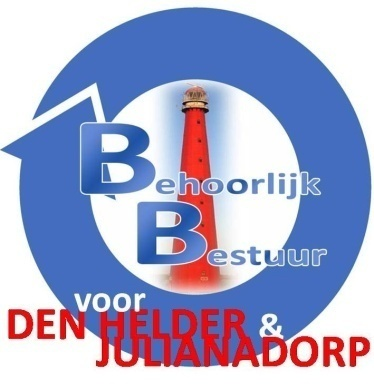 Behoorlijk
Bestuur
voor
DEN HELDER &
JULIANADORP